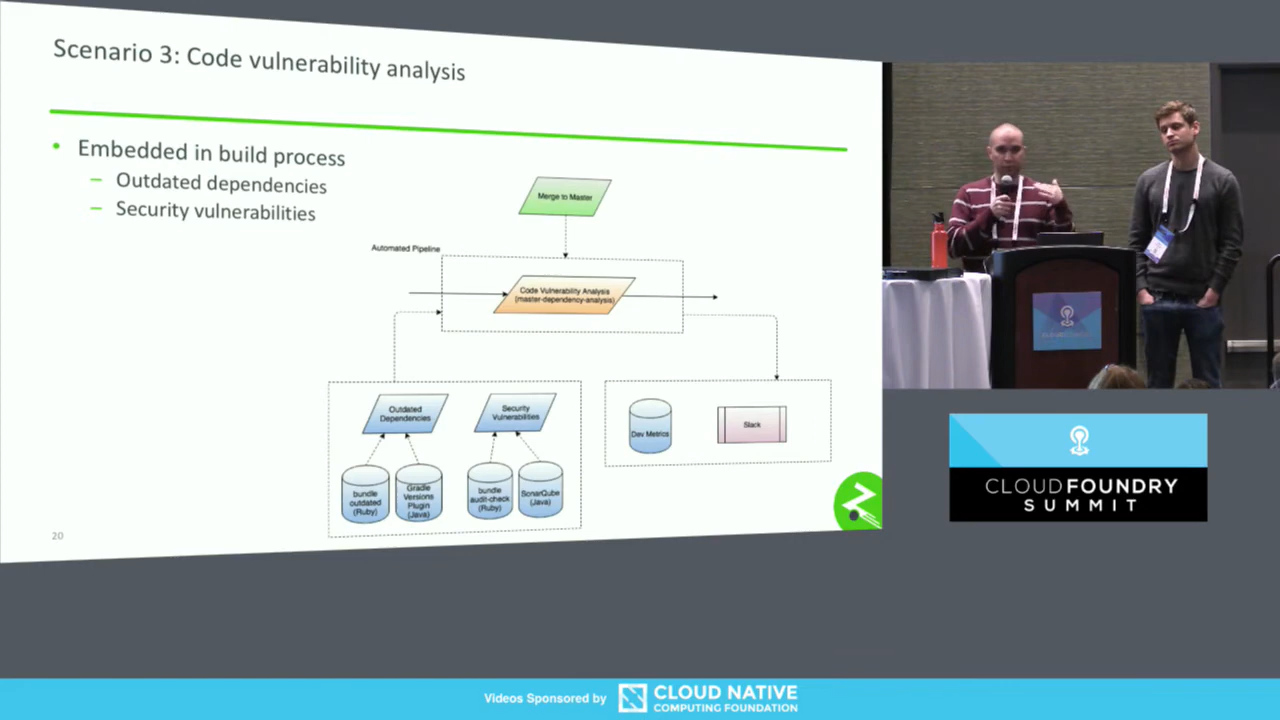 Scenario 3: Code vulnerability analysis
• Embedded in build process
– Outdated dependencies
– Security vulnerabilities
Merge to Master
Automated Pipeline
Code Vulnerability Analysis
(master-dependency-analysis)
Outdated
Dependencies
Security
Vulnerabilities
bundle
outdated
(Ruby)
Gradle
Versions
Plugin
(Java)
bundle
audit-check
(Ruby)
SonarQube
(Java)
Dev Metrics
Slack
20
CLOUD FOUNDRY
SUMMIT
Videos Sponsored by
CLOUD NATIVE
COMPUTING FOUNDATION